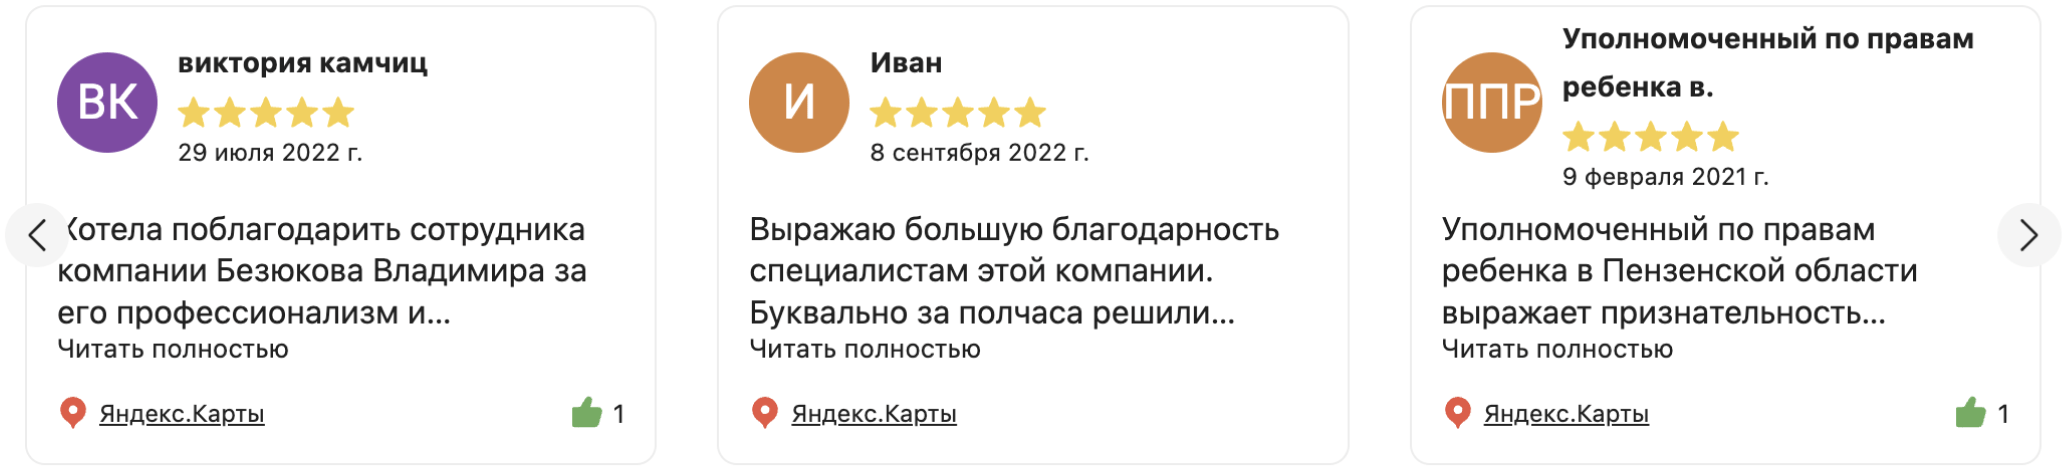 ВК
виктория камчиц
29 июля 2022 г.
Хотела поблагодарить сотрудника
компании Безюкова Владимира за
его профессионализм и...
Читать полностью
Яндекс.Карты
1
И
Иван
8 сентября 2022 г.
Выражаю большую благодарность
специалистам этой компании.
Буквально за полчаса решили...
Читать полностью
Яндекс.Карты
ППР
Уполномоченный по правам
ребенка в.
9 февраля 2021 г.
Уполномоченный по правам
ребенка в Пензенской области
выражает признательность...
Читать полностью
Яндекс.Карты
1